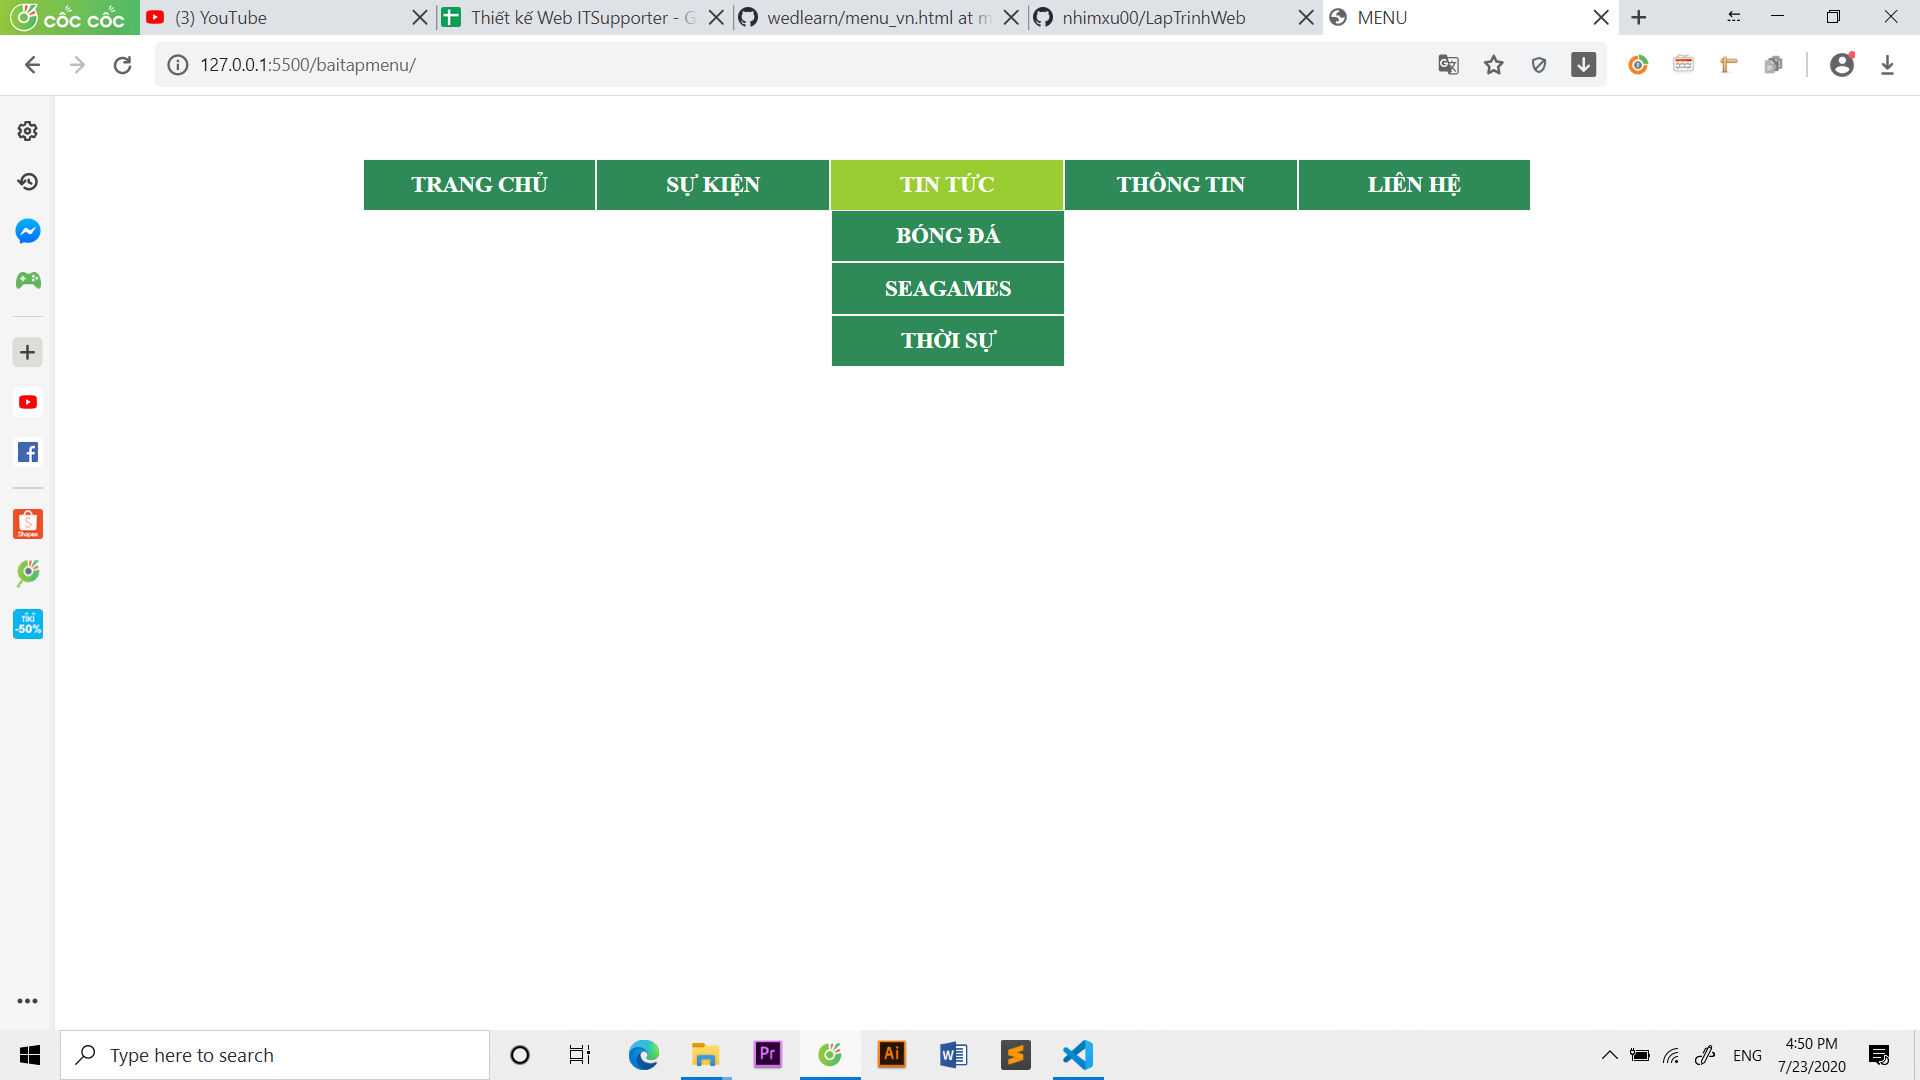 cốc cốc
(3) YouTube
Thiết kế Web ITSupporter - G
wedlearn/menu_vn.html at m
nhimxu00/LapTrinhWeb
MENU
127.0.0.1:5500/baitapmenu/
TRANG CHỦ
SỰ KIỆN
TIN TỨC
THÔNG TIN
LIÊN HỆ
BÓNG ĐÁ
SEAGAMES
THỜI SỰ
Shopee
TIKI
-50%
Type here to search
Pr
Ai
ENG
4:50 PM
7/23/2020